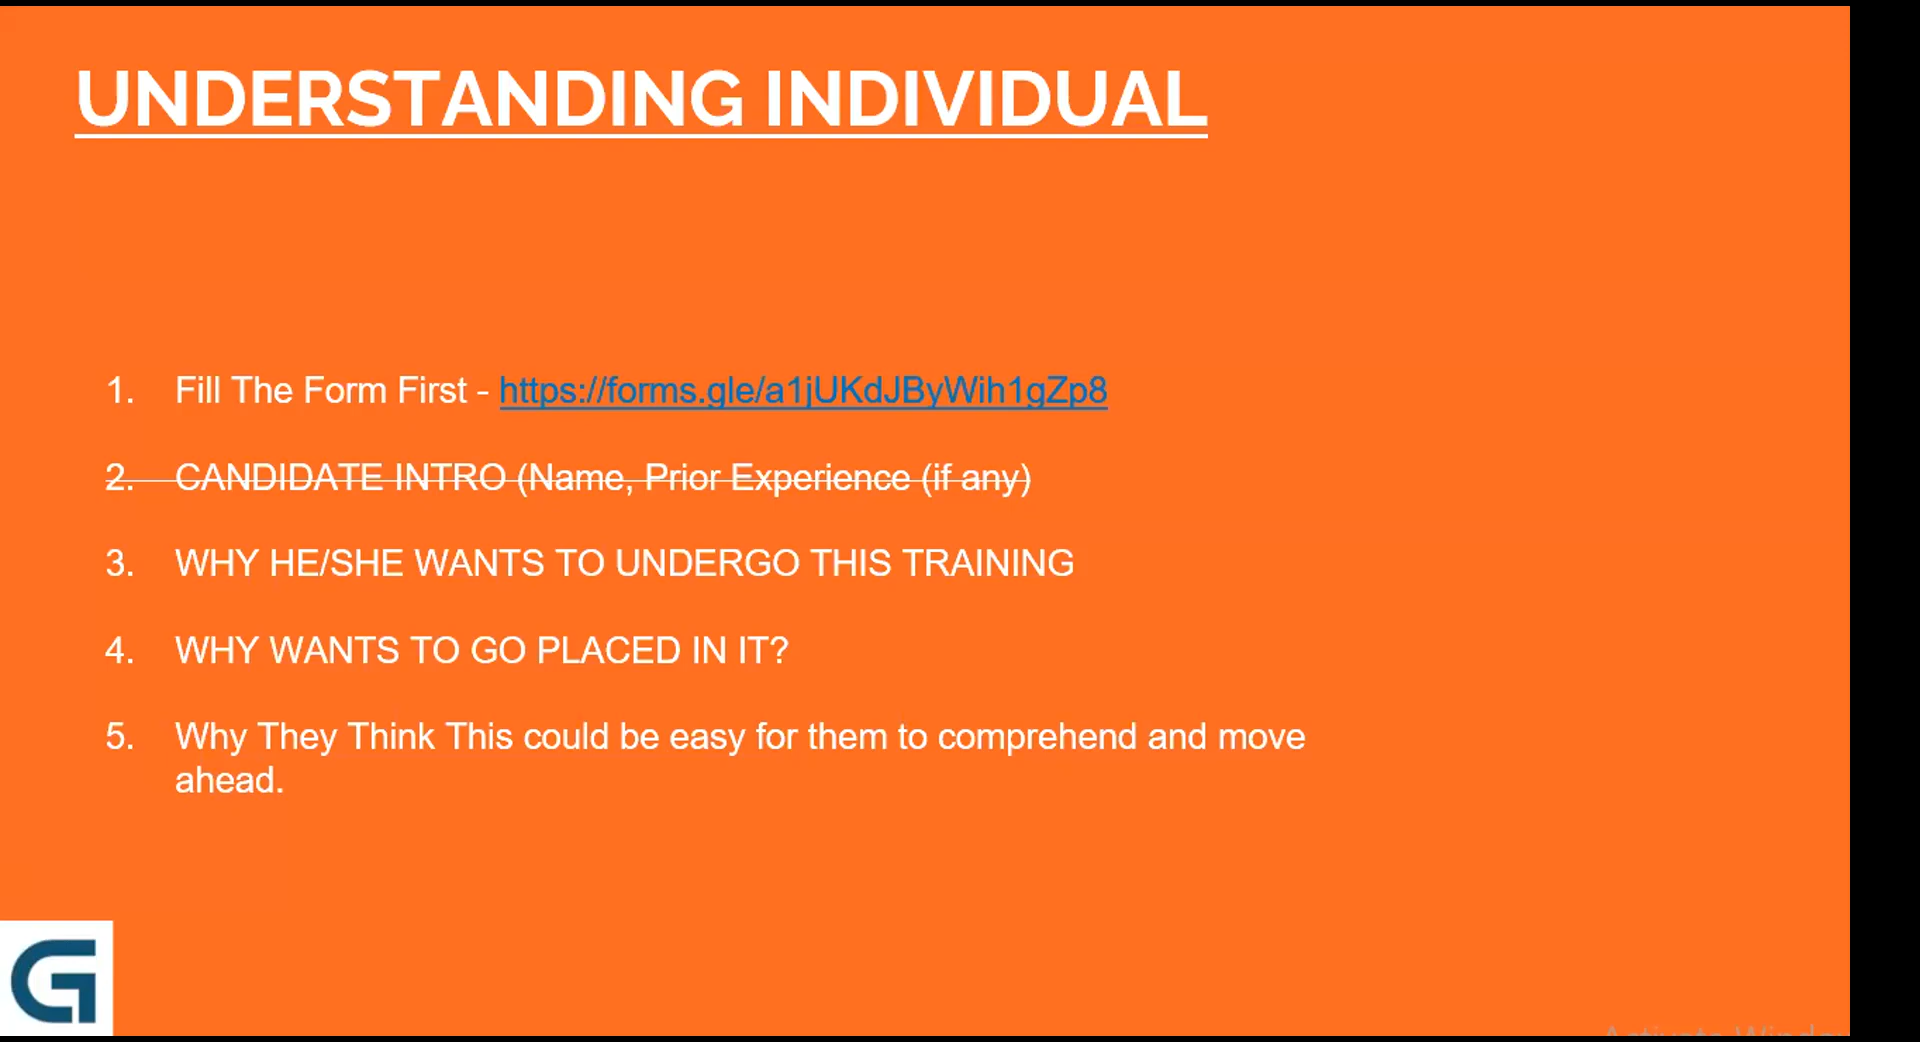 UNDERSTANDING INDIVIDUAL
1. Fill The Form First - https://forms.gle/a1jUKdJByWih1gZp8
2. CANDIDATE INTRO (Name, Prior Experience (if any)
3. WHY HE/SHE WANTS TO UNDERGO THIS TRAINING
4. WHY WANTS TO GO PLACED IN IT?
5. Why They Think This could be easy for them to comprehend and move
ahead.